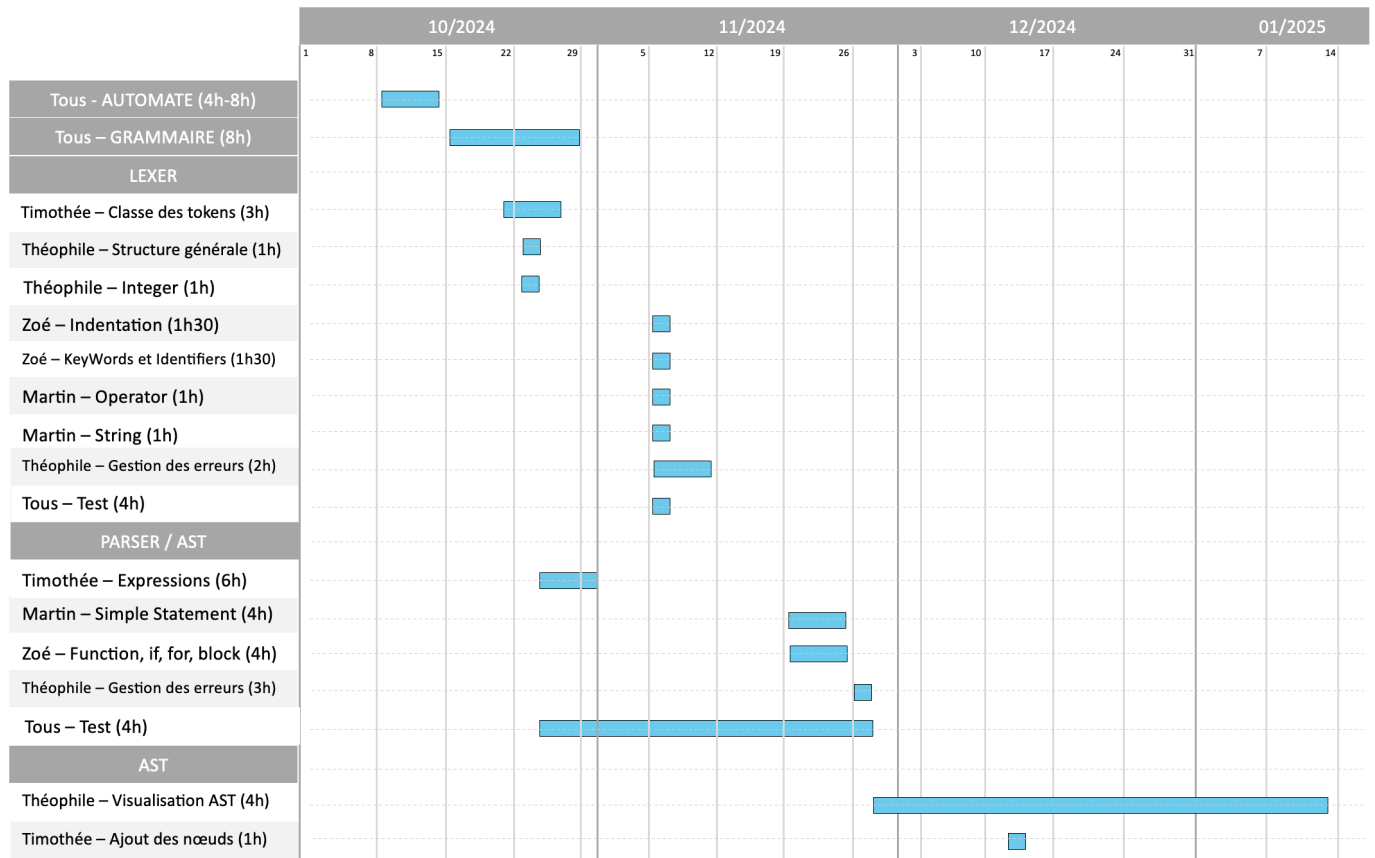 10/2024 11/2024 12/2024 01/2025
1 8 15 22 29 5 12 19 26 3 10 17 24 31 7 14
Tous - AUTOMATE (4h-8h)
Tous – GRAMMAIRE (8h)
LEXER
Timothée – Classe des tokens (3h)
Théophile – Structure générale (1h)
Théophile – Integer (1h)
Zoé – Indentation (1h30)
Zoé – KeyWords et Identifiers (1h30)
Martin – Operator (1h)
Martin – String (1h)
Théophile – Gestion des erreurs (2h)
Tous – Test (4h)
PARSER / AST
Timothée – Expressions (6h)
Martin – Simple Statement (4h)
Zoé – Function, if, for, block (4h)
Théophile – Gestion des erreurs (3h)
Tous – Test (4h)
AST
Théophile – Visualisation AST (4h)
Timothée – Ajout des nœuds (1h)